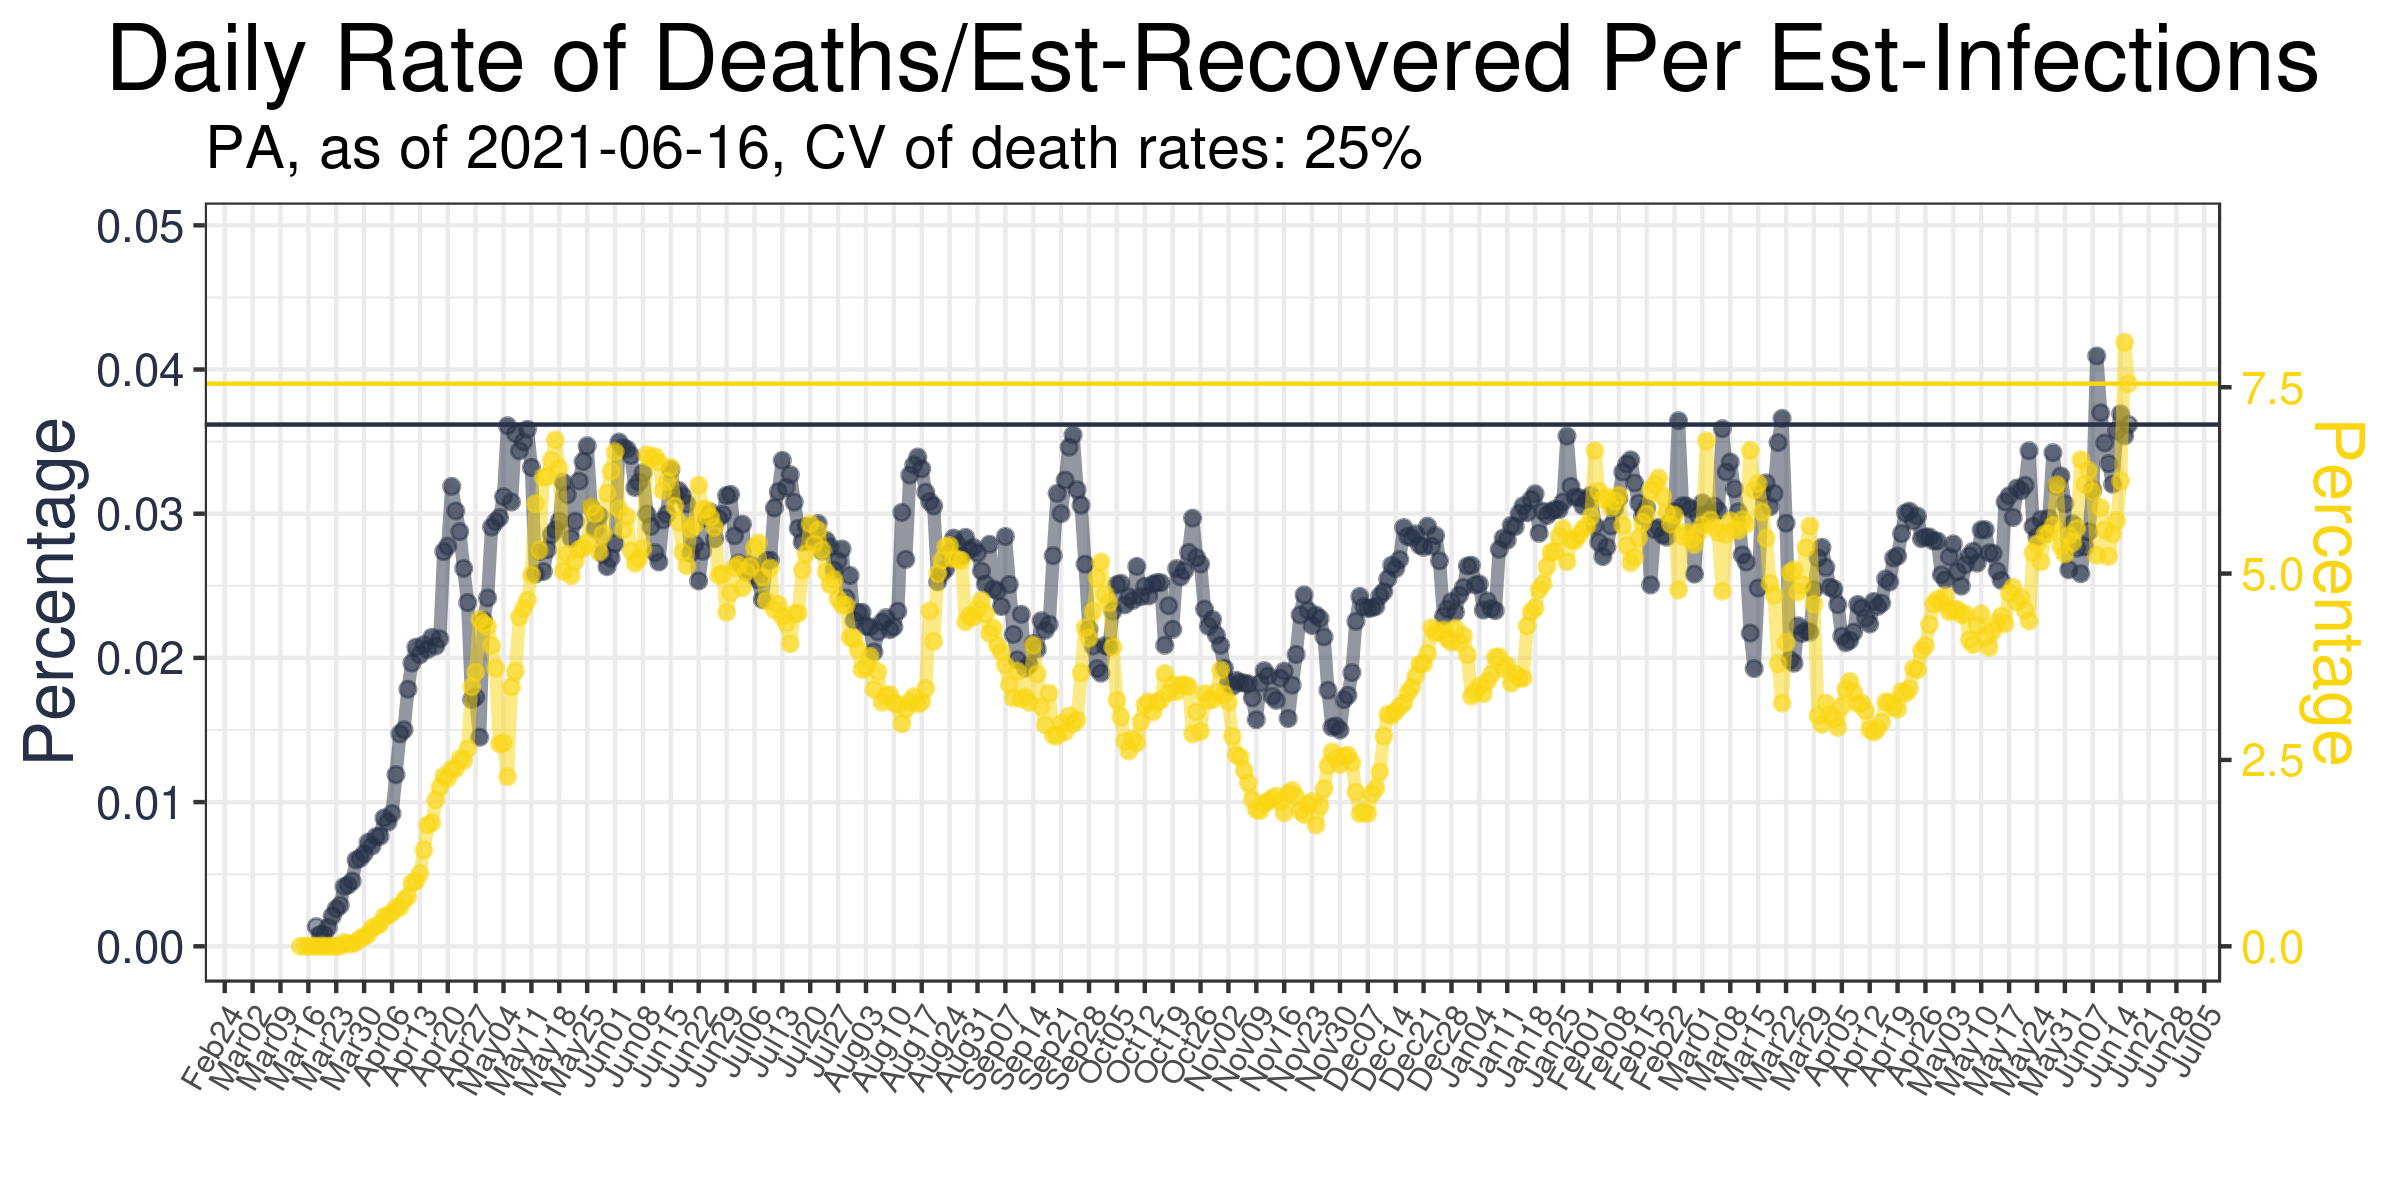 Daily Rate of Deaths/Est-Recovered Per Est-Infections
PA, as of 2021-06-16, CV of death rates: 25%
0.05
0.04
0.03
0.02
0.01
0.00
Percentage
7.5
5.0
2.5
0.0
Percentage
Feb24
Mar02
Mar09
Mar16
Mar23
Mar30
Apr06
Apr13
Apr20
Apr27
May04
May11
May18
May25
Jun01
Jun08
Jun15
Jun22
Jun29
Jul06
Jul13
Jul20
Jul27
Aug03
Aug10
Aug17
Aug24
Aug31
Sep07
Sep14
Sep21
Sep28
Oct05
Oct12
Oct19
Oct26
Nov02
Nov09
Nov16
Nov23
Nov30
Dec07
Dec14
Dec21
Dec28
Jan04
Jan11
Jan18
Jan25
Feb01
Feb08
Feb15
Feb22
Mar01
Mar08
Mar15
Mar22
Mar29
Apr05
Apr12
Apr19
Apr26
May03
May10
May17
May24
May31
Jun07
Jun14
Jun21
Jun28
Jul05